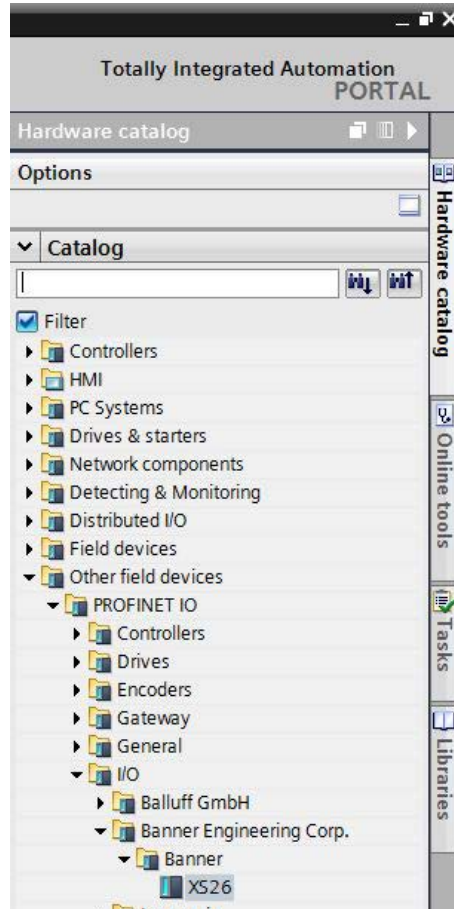 Totally Integrated Automation
PORTAL
Hardware catalog
Options
Catalog
Filter
Controllers
HMI
PC Systems
Drives & starters
Network components
Detecting & Monitoring
Distributed I/O
Field devices
Other field devices
PROFINET IO
Controllers
Drives
Encoders
Gateway
General
I/O
Balluff GmbH
Banner Engineering Corp.
Banner
XS26
Hardware catalog
Online tools
Tasks
Libraries